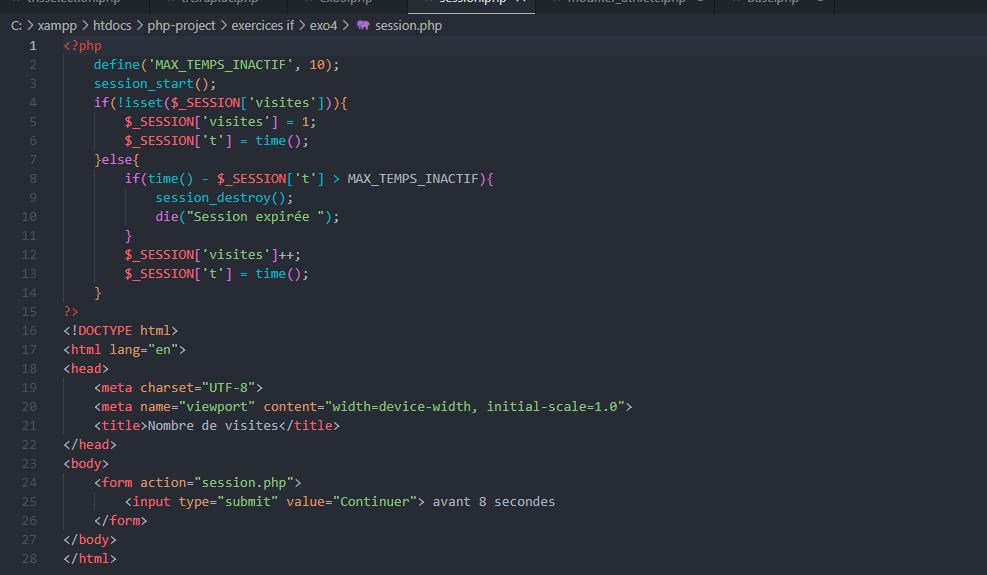 session.php
C: > xampp > htdocs > php-project > exercices if > exo4 > session.php
1 <?php
2 define('MAX_TEMPS_INACTIF', 10);
3 session_start();
4 if(!isset($_SESSION['visites'])){
5 $_SESSION['visites'] = 1;
6 $_SESSION['t'] = time();
7 }else{
8 if(time() - $_SESSION['t'] > MAX_TEMPS_INACTIF){
9 session_destroy();
10 die("Session expirée ");
11 }
12 $_SESSION['visites']++;
13 $_SESSION['t'] = time();
14 }
15 ?>
16 <!DOCTYPE html>
17 <html lang="en">
18 <head>
19 <meta charset="UTF-8">
20 <meta name="viewport" content="width=device-width, initial-scale=1.0">
21 <title>Nombre de visites</title>
22 </head>
23 <body>
24 <form action="session.php">
25 <input type="submit" value="Continuer"> avant 8 secondes
26 </form>
27 </body>
28 </html>